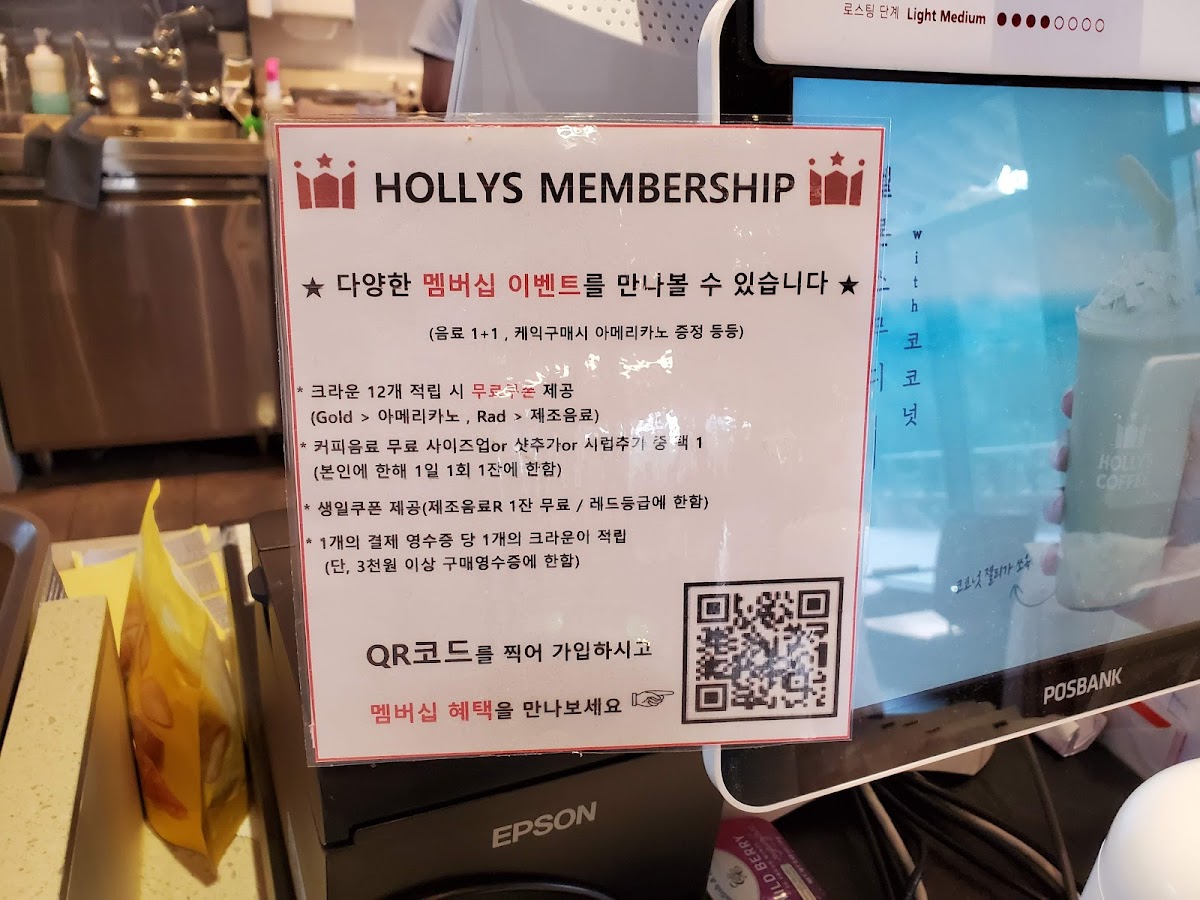 로스팅 단계 Light Medium
HOLLYS MEMBERSHIP
★ 다양한 멤버십 이벤트를 만나볼 수 있습니다 ★
(음료 1+1 , 케익구매시 아메리카노 증정 등등)
* 크라운 12개 적립 시 무료쿠폰 제공
(Gold > 아메리카노 , Rad > 제조음료)
* 커피음료 무료 사이즈업or 샷추가or 시럽추가 중 택 1
(본인에 한해 1일 1회 1잔에 한함)
* 생일쿠폰 제공(제조음료R 1잔 무료 / 레드등급에 한함)
* 1개의 결제 영수증 당 1개의 크라운이 적립
(단, 3천원 이상 구매영수증에 한함)
QR코드를 찍어 가입하시고
멤버십 혜택을 만나보세요
with 코코넛
HOLLYS
COFFEE
코코넛 젤리가 쏘옥
POSBANK
EPSON
WILD BERRY